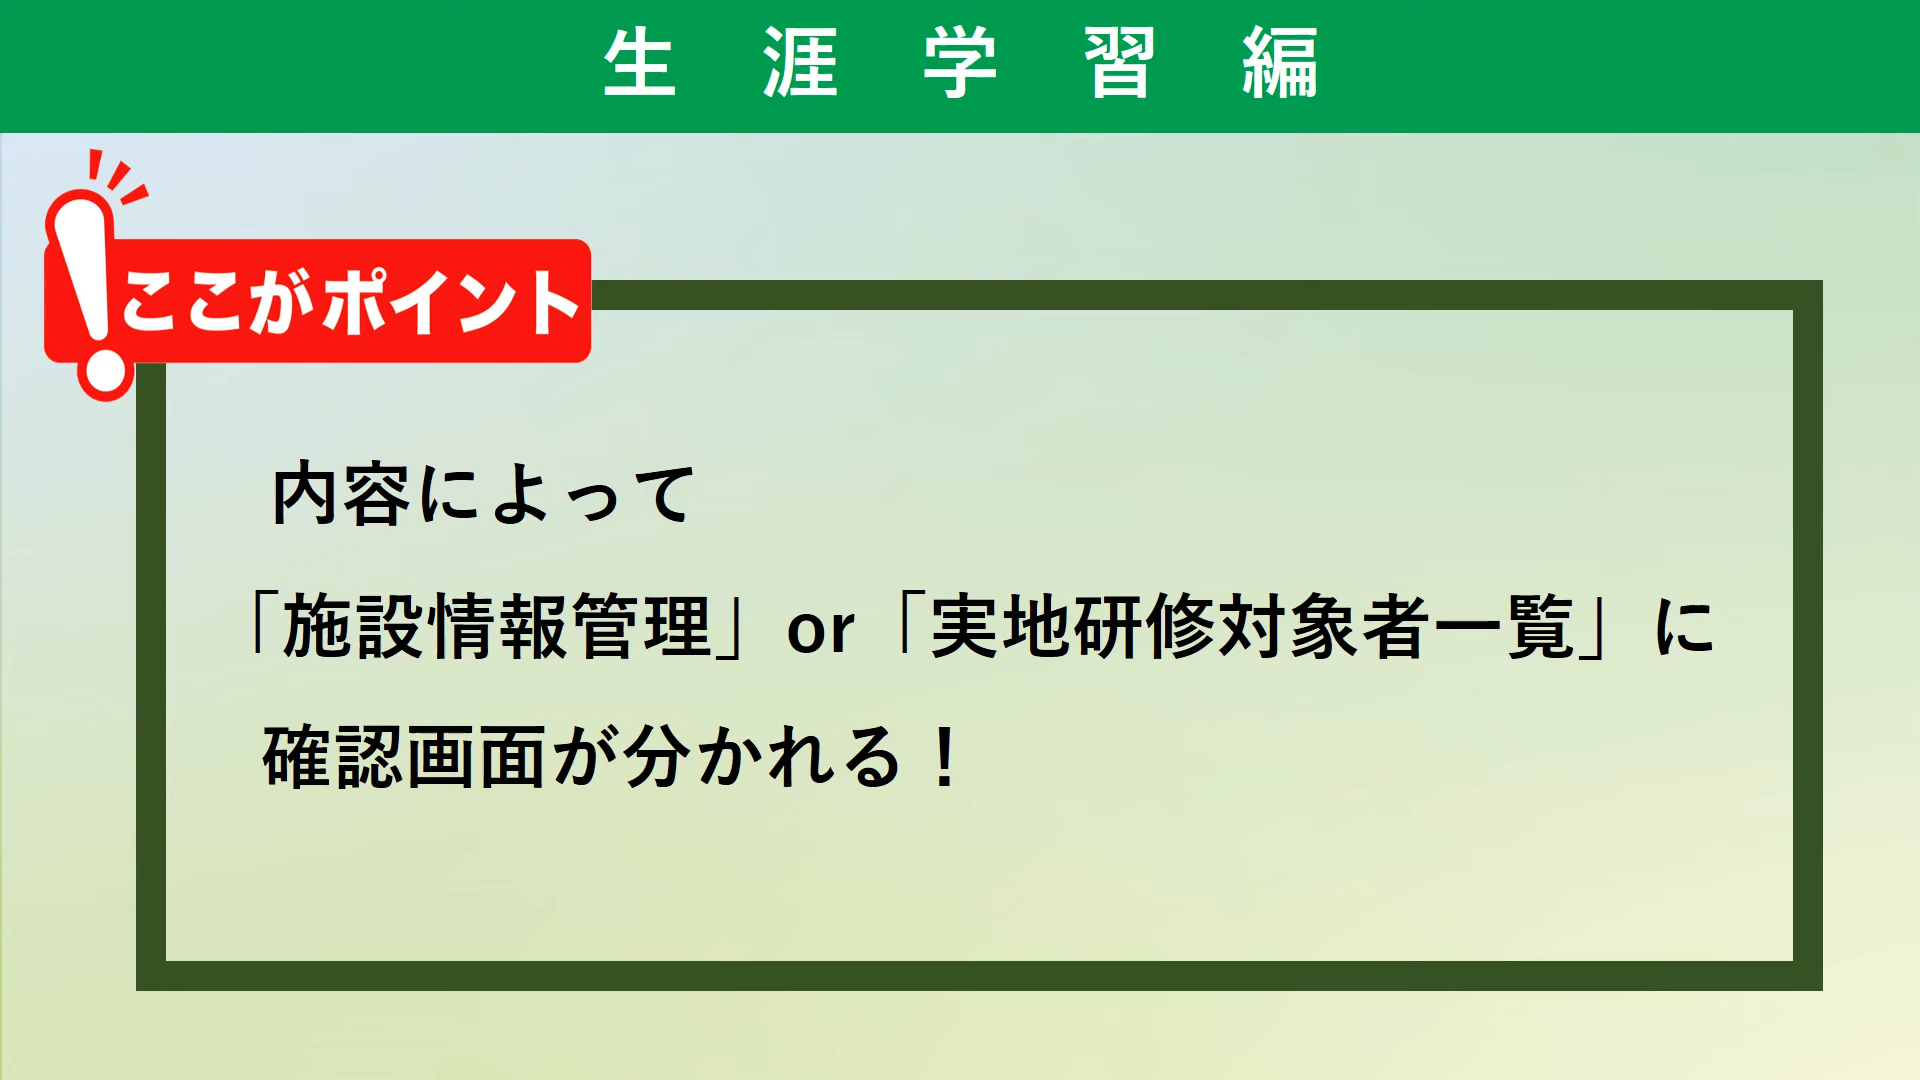 生涯学習編
ここがポイント
内容によって
「施設情報管理」or「実地研修対象者一覧」に
確認画面が分かれる！